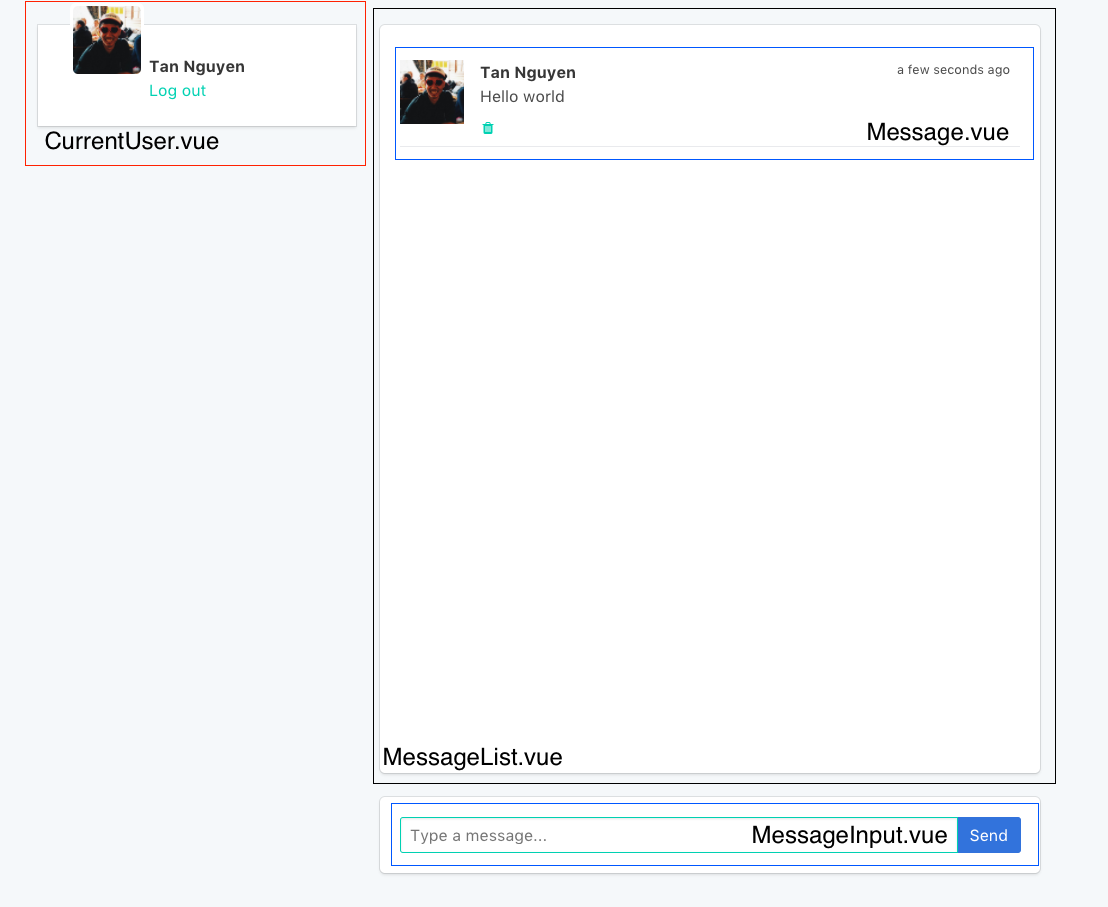 Tan Nguyen
Log out
CurrentUser.vue
Tan Nguyen
a few seconds ago
Hello world
Message.vue
MessageList.vue
Type a message...
MessageInput.vue
Send